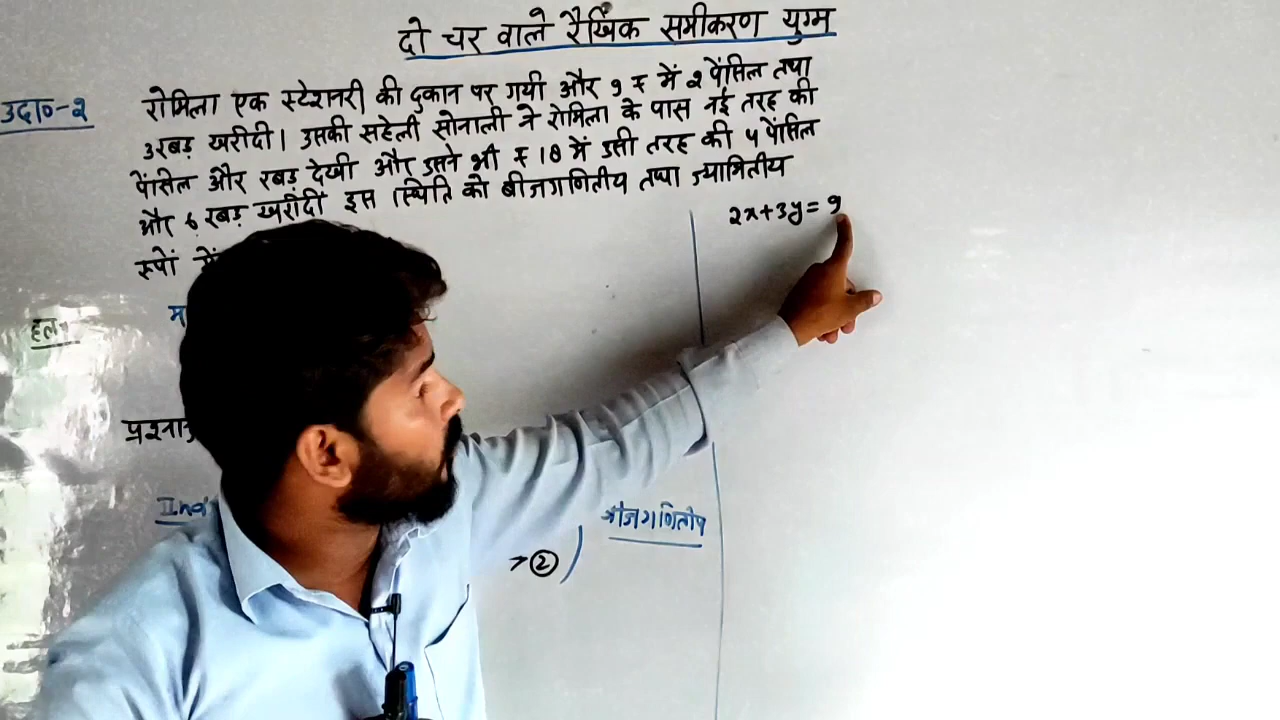 दो चर वाले रैखिक समीकरण युग्म
उदा०-२
रोमिला एक स्टेशनरी की दुकान पर गयी और 9 ₹ में 2 पेंसिल तथा
3 रबड़ खरीदी। उसकी सहेली सोनाली ने रोमिला के पास नई तरह की
पेंसिल और रबड़ देखी और उसने भी ₹ 18 में उसी तरह की 4 पेंसिल
और 6 रबड़ खरीदी इस स्थिति को बीजगणितीय तथा ज्यामितीय
रूपों में
2x+3y= 9
हल
IInd
→②
बीजगणितीय